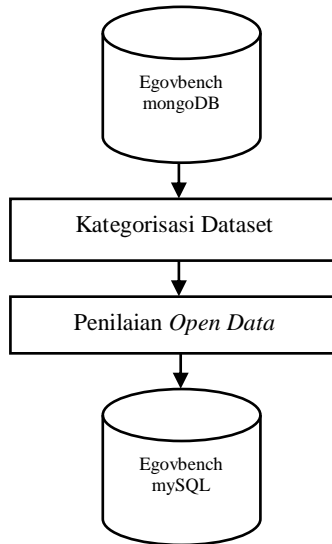 Egovbench
mongoDB
Kategorisasi Dataset
Penilaian Open Data
Egovbench
mySQL